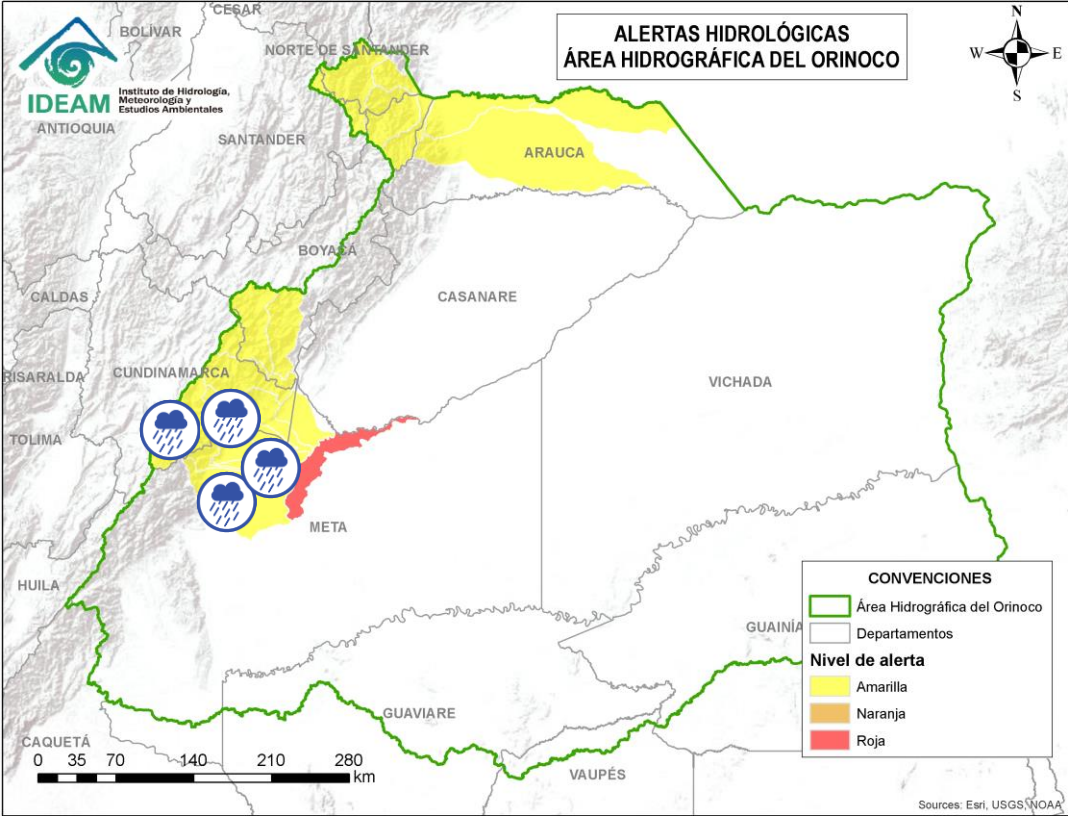 CESAR
BOLÍVAR
ALERTAS HIDROLÓGICAS
ÁREA HIDROGRÁFICA DEL ORINOCO
N
W
E
S
NORTE DE SANTANDER
IDEAM
Instituto de Hidrología,
Meteorología y
Estudios Ambientales
ANTIOQUIA
SANTANDER
ARAUCA
BOYACÁ
CALDAS
CASANARE
RISARALDA
CUNDINAMARCA
VICHADA
TOLIMA
META
HUILA
GUAINÍA
GUAVIARE
CAQUETÁ
VAUPÉS
0 35 70 140 210 280
km
CONVENCIONES
Área Hidrográfica del Orinoco
Departamentos
Nivel de alerta
Amarilla
Naranja
Roja
Sources: Esri, USGS, NOAA